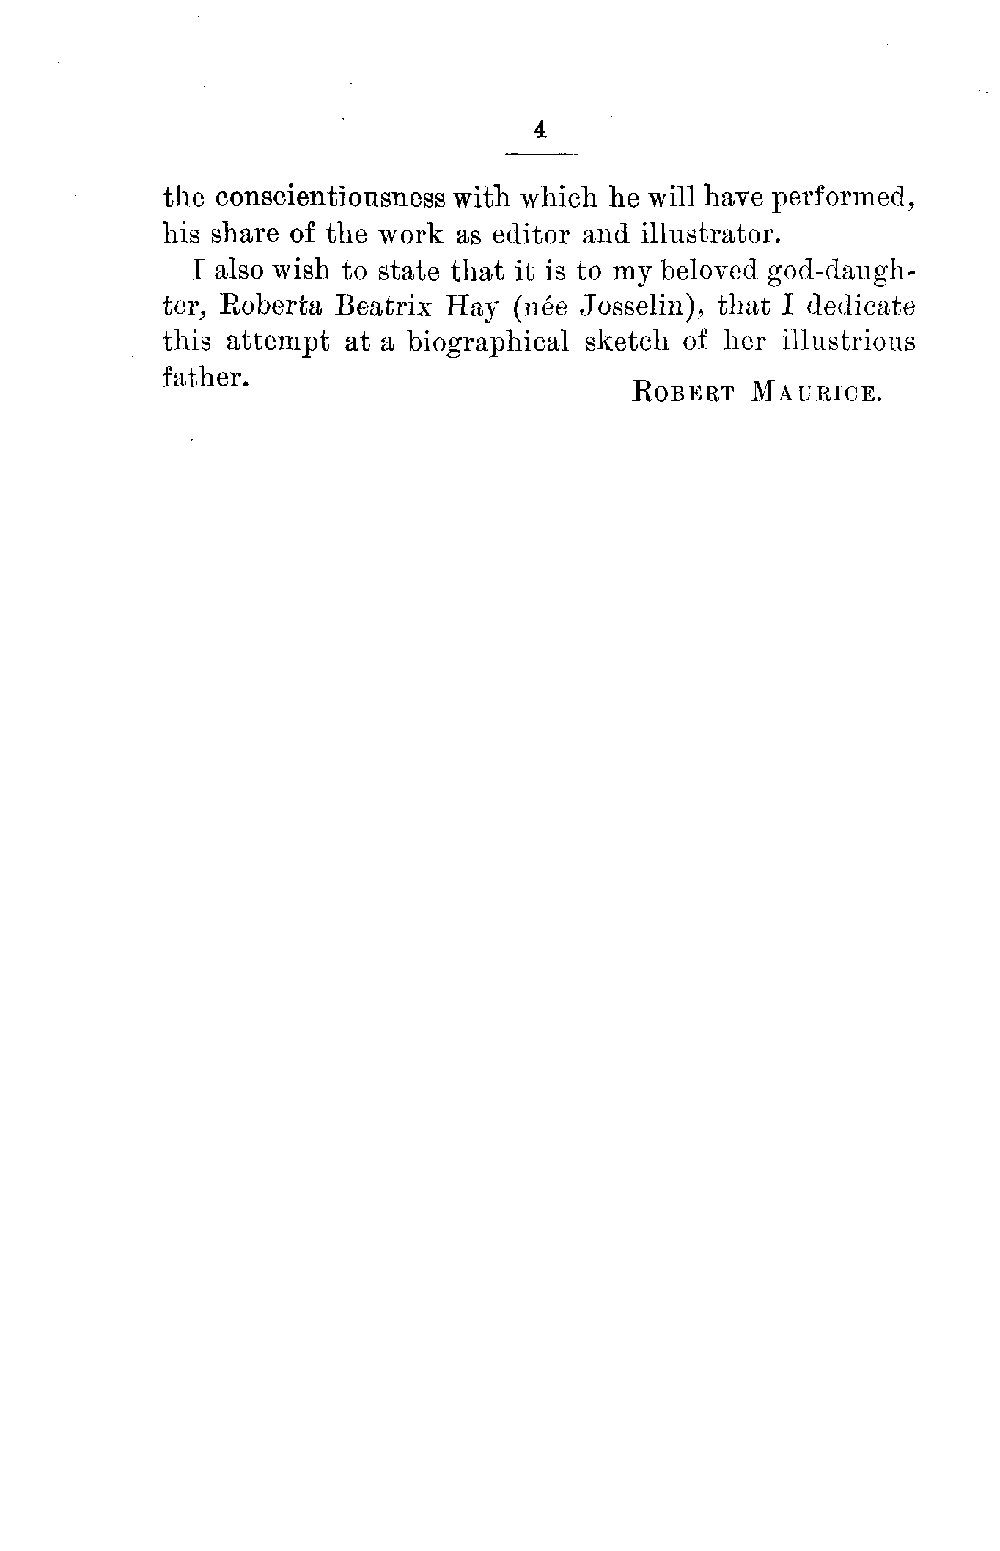 4
the conscientiousness with which he will have performed,
his share of the work as editor and illustrator.
I also wish to state that it is to my beloved god-daugh-
ter, Roberta Beatrix Hay (née Josselin), that I dedicate
this attempt at a biographical sketch of her illustrious
father.
ROBERT MAURICE.